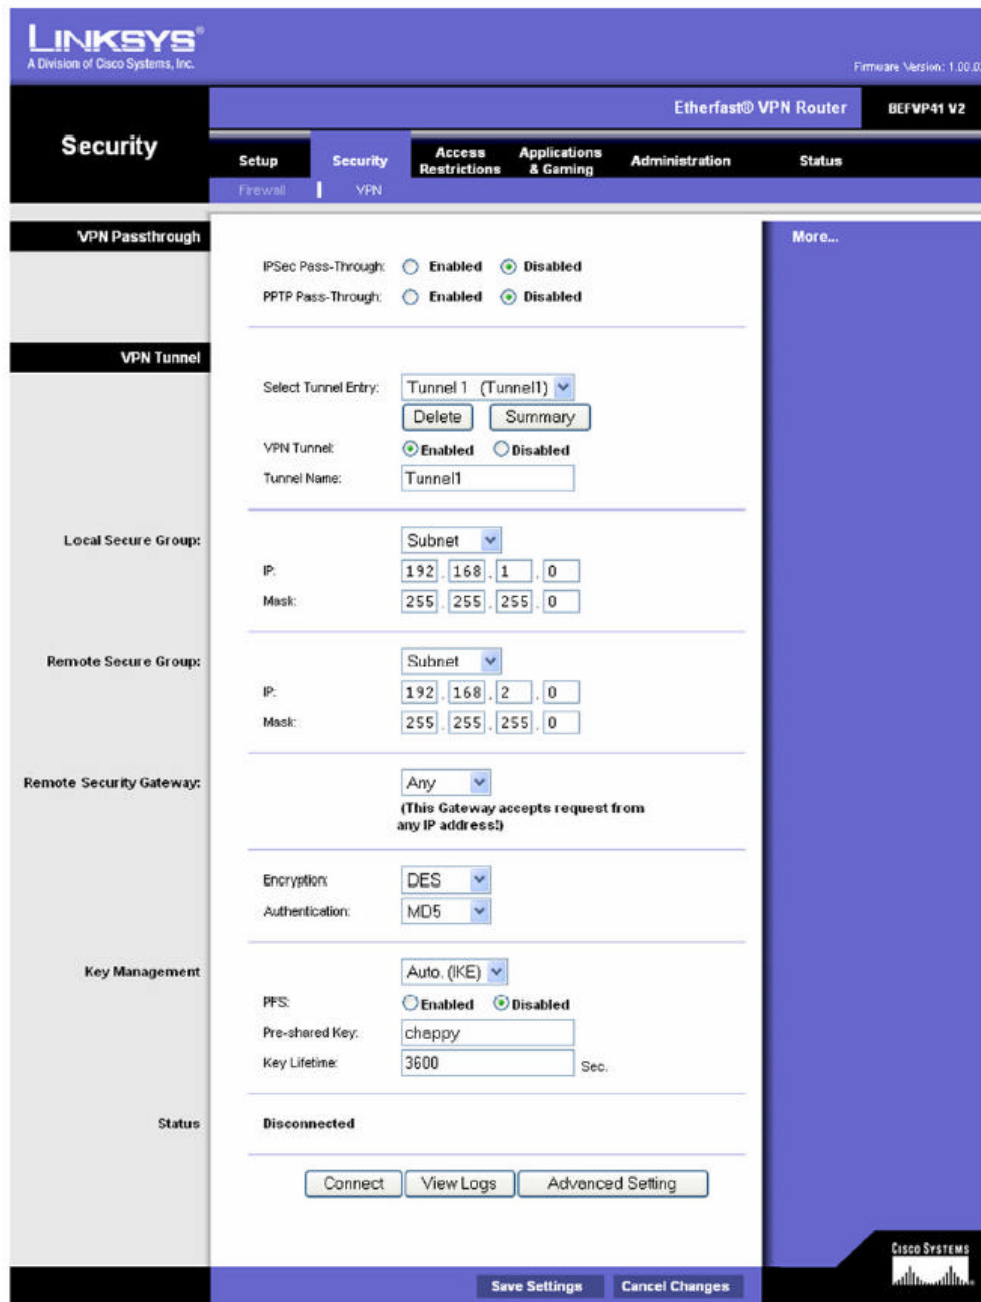 LINKSYS®
A Division of Cisco Systems, Inc.
Firmware Version: 1.00.0
Etherfast® VPN Router BEFVP41 V2
Security
Setup Security Access Restrictions Applications & Gaming Administration Status
Firewall VPN
VPN Passthrough
More...
IPSec Pass-Through: Enabled Disabled
PPTP Pass-Through: Enabled Disabled
VPN Tunnel
Select Tunnel Entry: Tunnel 1 (Tunnel1)
Delete Summary
VPN Tunnel: Enabled Disabled
Tunnel Name: Tunnel1
Local Secure Group: Subnet
IP: 192 . 168 . 1 . 0
Mask: 255 . 255 . 255 . 0
Remote Secure Group: Subnet
IP: 192 . 168 . 2 . 0
Mask: 255 . 255 . 255 . 0
Remote Security Gateway: Any
(This Gateway accepts request from
any IP address!)
Encryption: DES
Authentication: MD5
Key Management Auto. (IKE)
PFS: Enabled Disabled
Pre-shared Key: chappy
Key Lifetime: 3600 Sec.
Status Disconnected
Connect View Logs Advanced Setting
CISCO SYSTEMS
Save Settings Cancel Changes